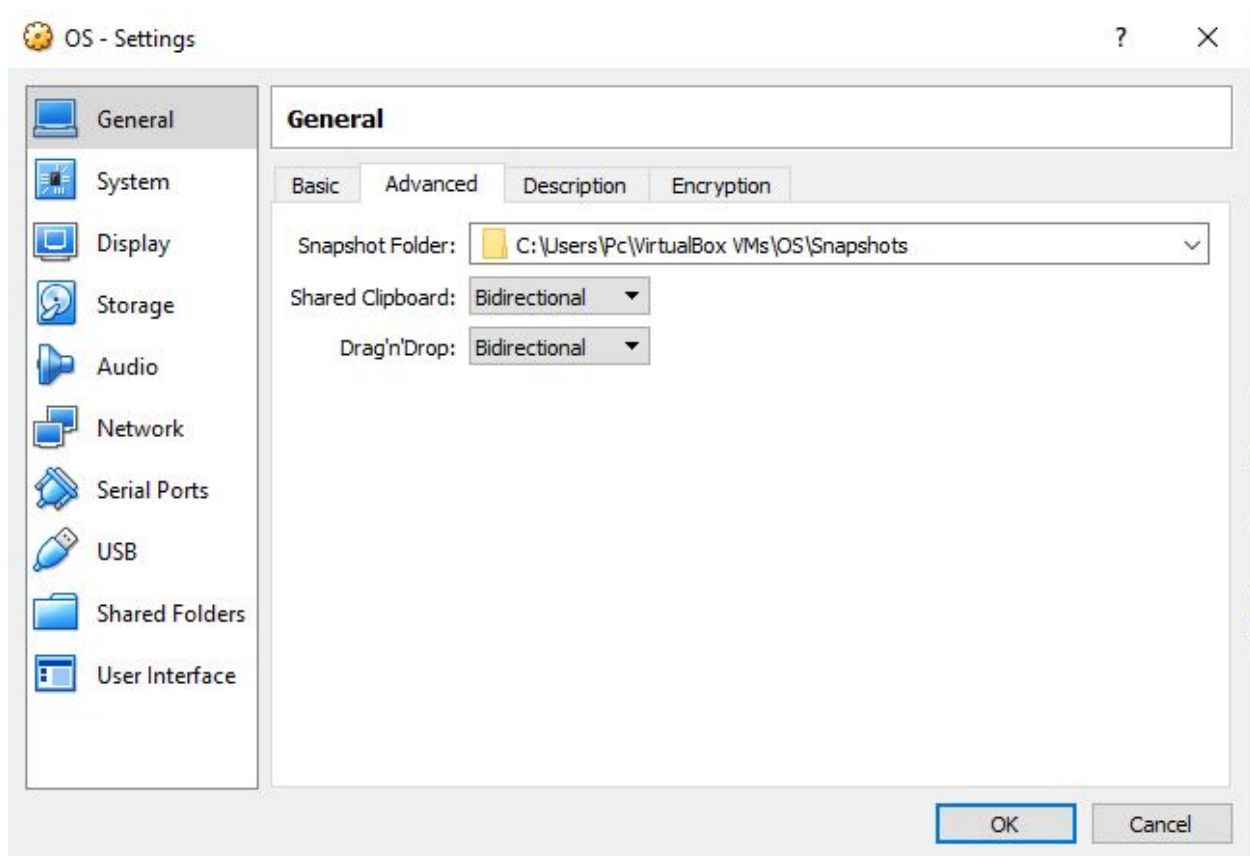 OS - Settings
?
General
System
Display
Storage
Audio
Network
Serial Ports
USB
Shared Folders
User Interface
General
Basic Advanced Description Encryption
Snapshot Folder: C:\Users\Pc\VirtualBox VMs\OS\Snapshots
Shared Clipboard: Bidirectional
Drag'n'Drop: Bidirectional
OK Cancel